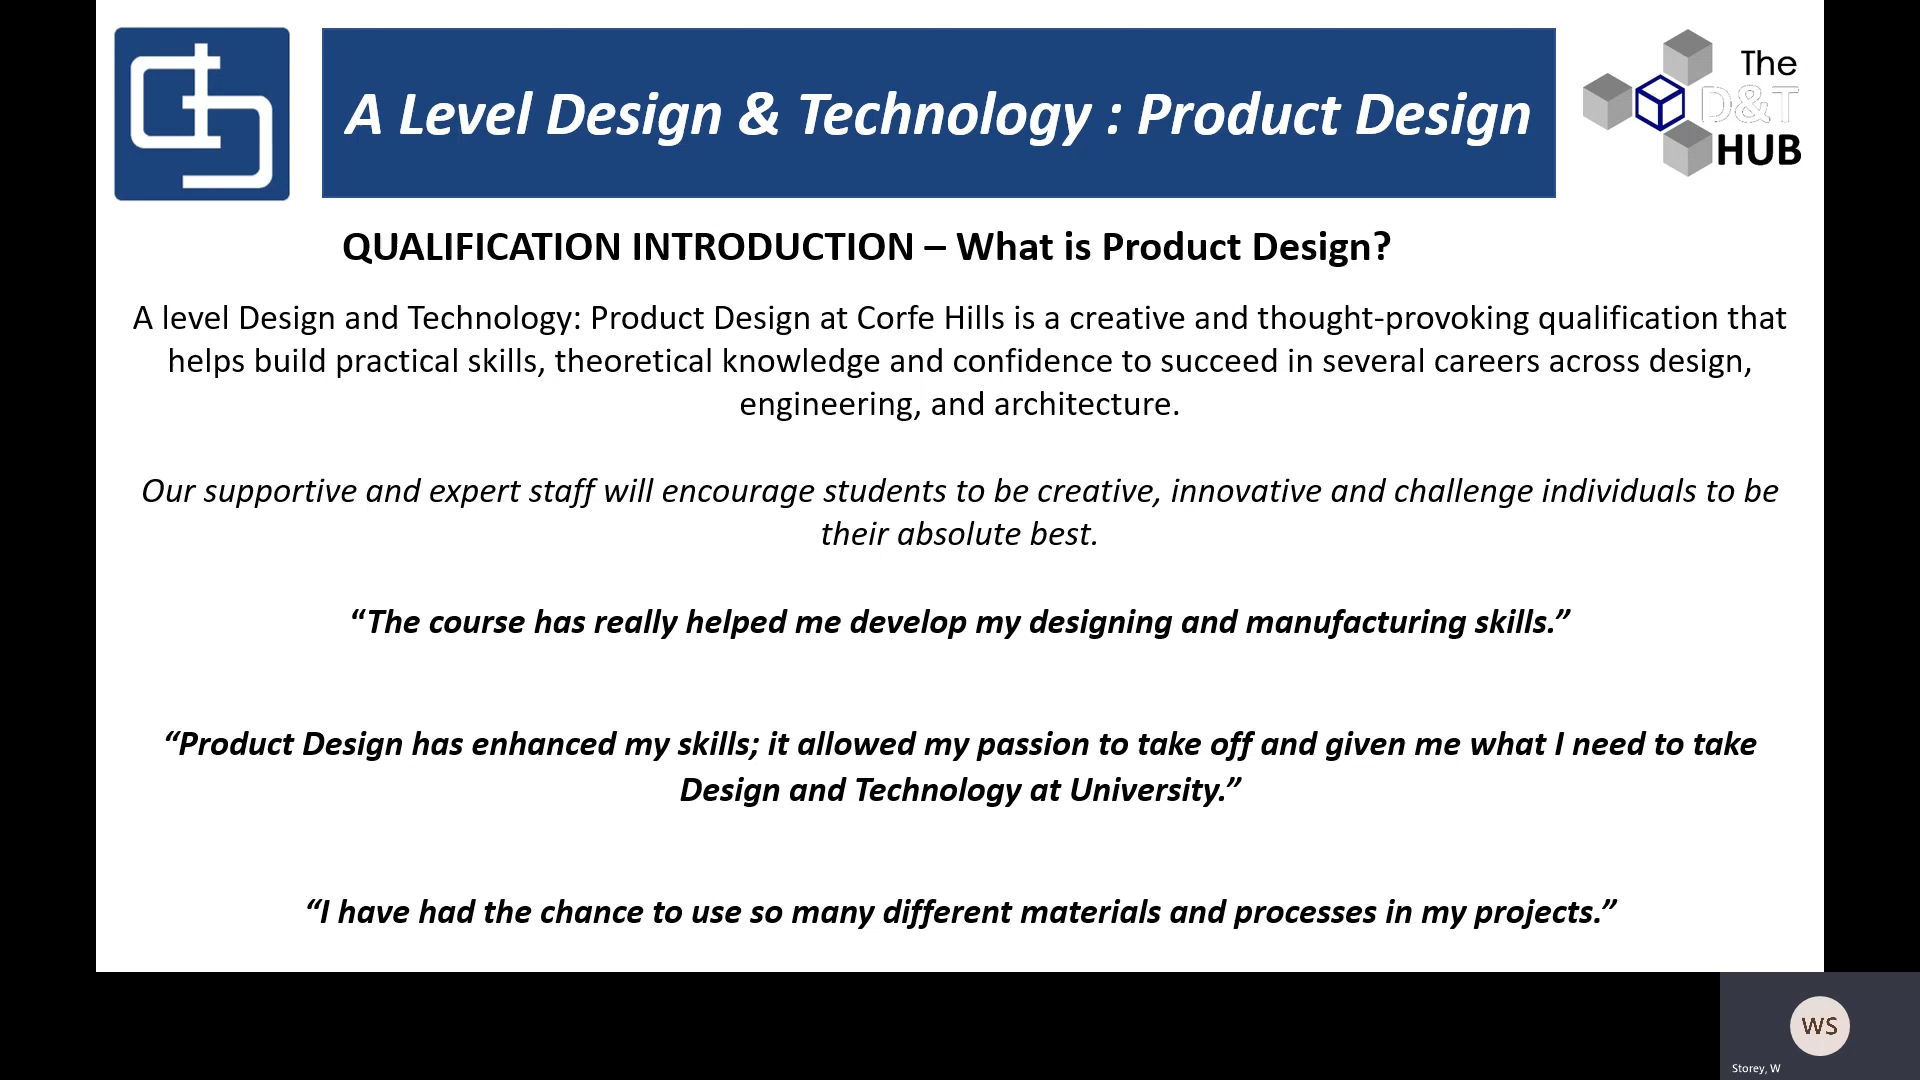 A Level Design & Technology : Product Design
The
D&T
HUB
QUALIFICATION INTRODUCTION – What is Product Design?
A level Design and Technology: Product Design at Corfe Hills is a creative and thought-provoking qualification that
helps build practical skills, theoretical knowledge and confidence to succeed in several careers across design,
engineering, and architecture.
Our supportive and expert staff will encourage students to be creative, innovative and challenge individuals to be
their absolute best.
“The course has really helped me develop my designing and manufacturing skills.”
“Product Design has enhanced my skills; it allowed my passion to take off and given me what I need to take
Design and Technology at University.”
“I have had the chance to use so many different materials and processes in my projects.”
WS
Storey, W